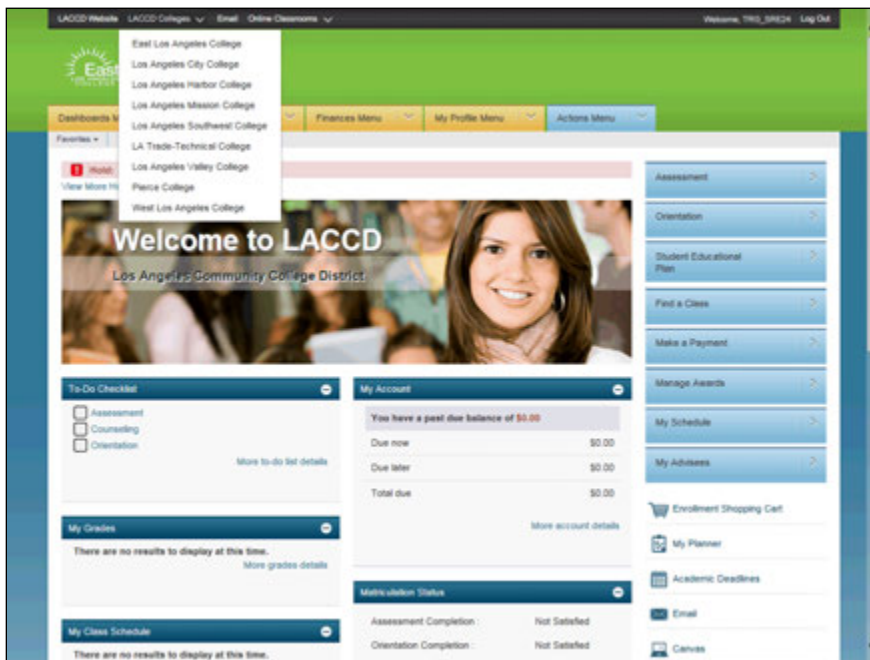 LACCD Website LACCD Colleges Email Online Classrooms Welcome, TRG_SRE24 Log Out
East Los Angeles College
Los Angeles City College
Los Angeles Harbor College
Los Angeles Mission College
Los Angeles Southwest College
LA Trade-Technical College
Los Angeles Valley College
Pierce College
West Los Angeles College
East
Dashboards M
Finances Menu My Profile Menu Actions Menu
Favorites
Hold:
View More Ho
Welcome to LACCD
Los Angeles Community College District
To-Do Checklist
Assessment
Counseling
Orientation
More to-do list details
My Grades
There are no results to display at this time.
More grades details
My Class Schedule
There are no results to display at this time.
My Account
You have a past due balance of $0.00
Due now $0.00
Due later $0.00
Total due $0.00
More account details
Matriculation Status
Assessment Completion : Not Satisfied
Orientation Completion : Not Satisfied
Assessment
Orientation
Student Educational
Plan
Find a Class
Make a Payment
Manage Awards
My Schedule
My Advisees
Enrollment Shopping Cart
My Planner
Academic Deadlines
Email
Canvas